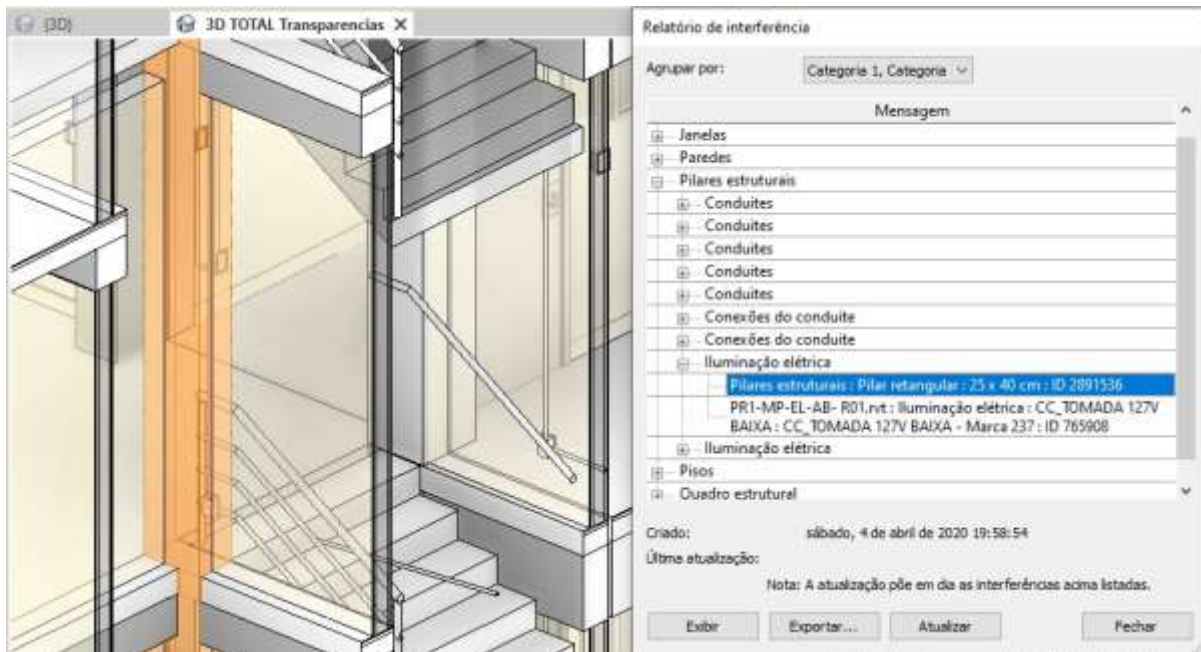 {3D}
3D TOTAL Transparencias X
Relatório de interferência
Agrupar por:
Categoria 1, Categoria
Mensagem
Janelas
Paredes
Pilares estruturais
Conduites
Conduites
Conduites
Conduites
Conduites
Conexões do conduite
Conexões do conduite
Iluminação elétrica
Pilares estruturais : Pilar retangular : 25 x 40 cm : ID 2891536
PR1-MP-EL-AB- R01.rvt : Iluminação elétrica : CC_TOMADA 127V
BAIXA : CC_TOMADA 127V BAIXA - Marca 237 : ID 765908
Iluminação elétrica
Pisos
Quadro estrutural
Criado:
sábado, 4 de abril de 2020 19:58:54
Última atualização:
Nota: A atualização põe em dia as interferências acima listadas.
Exibir
Exportar...
Atualizar
Fechar